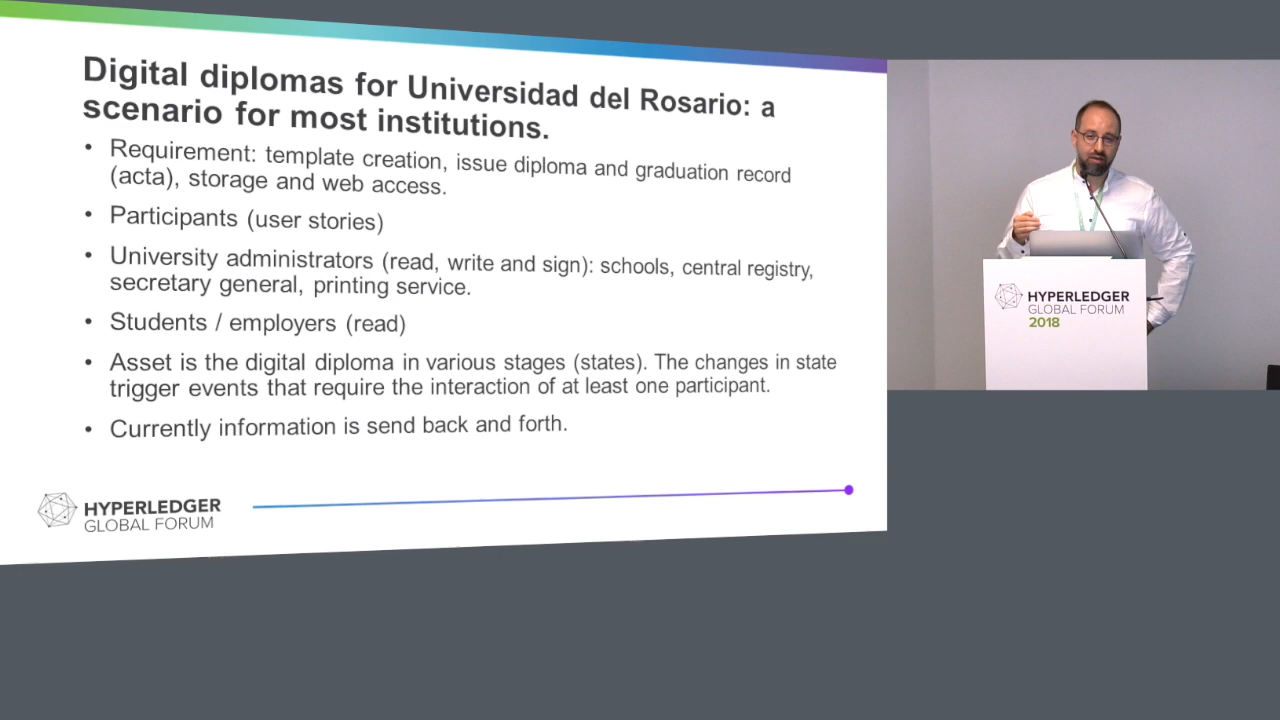 Digital diplomas for Universidad del Rosario: a
scenario for most institutions.
• Requirement: template creation, issue diploma and graduation record
(acta), storage and web access.
• Participants (user stories)
• University administrators (read, write and sign): schools, central registry,
secretary general, printing service.
• Students / employers (read)
• Asset is the digital diploma in various stages (states). The changes in state
trigger events that require the interaction of at least one participant.
• Currently information is send back and forth.
HYPERLEDGER
GLOBAL FORUM
HYPERLEDGER
GLOBAL FORUM
2018